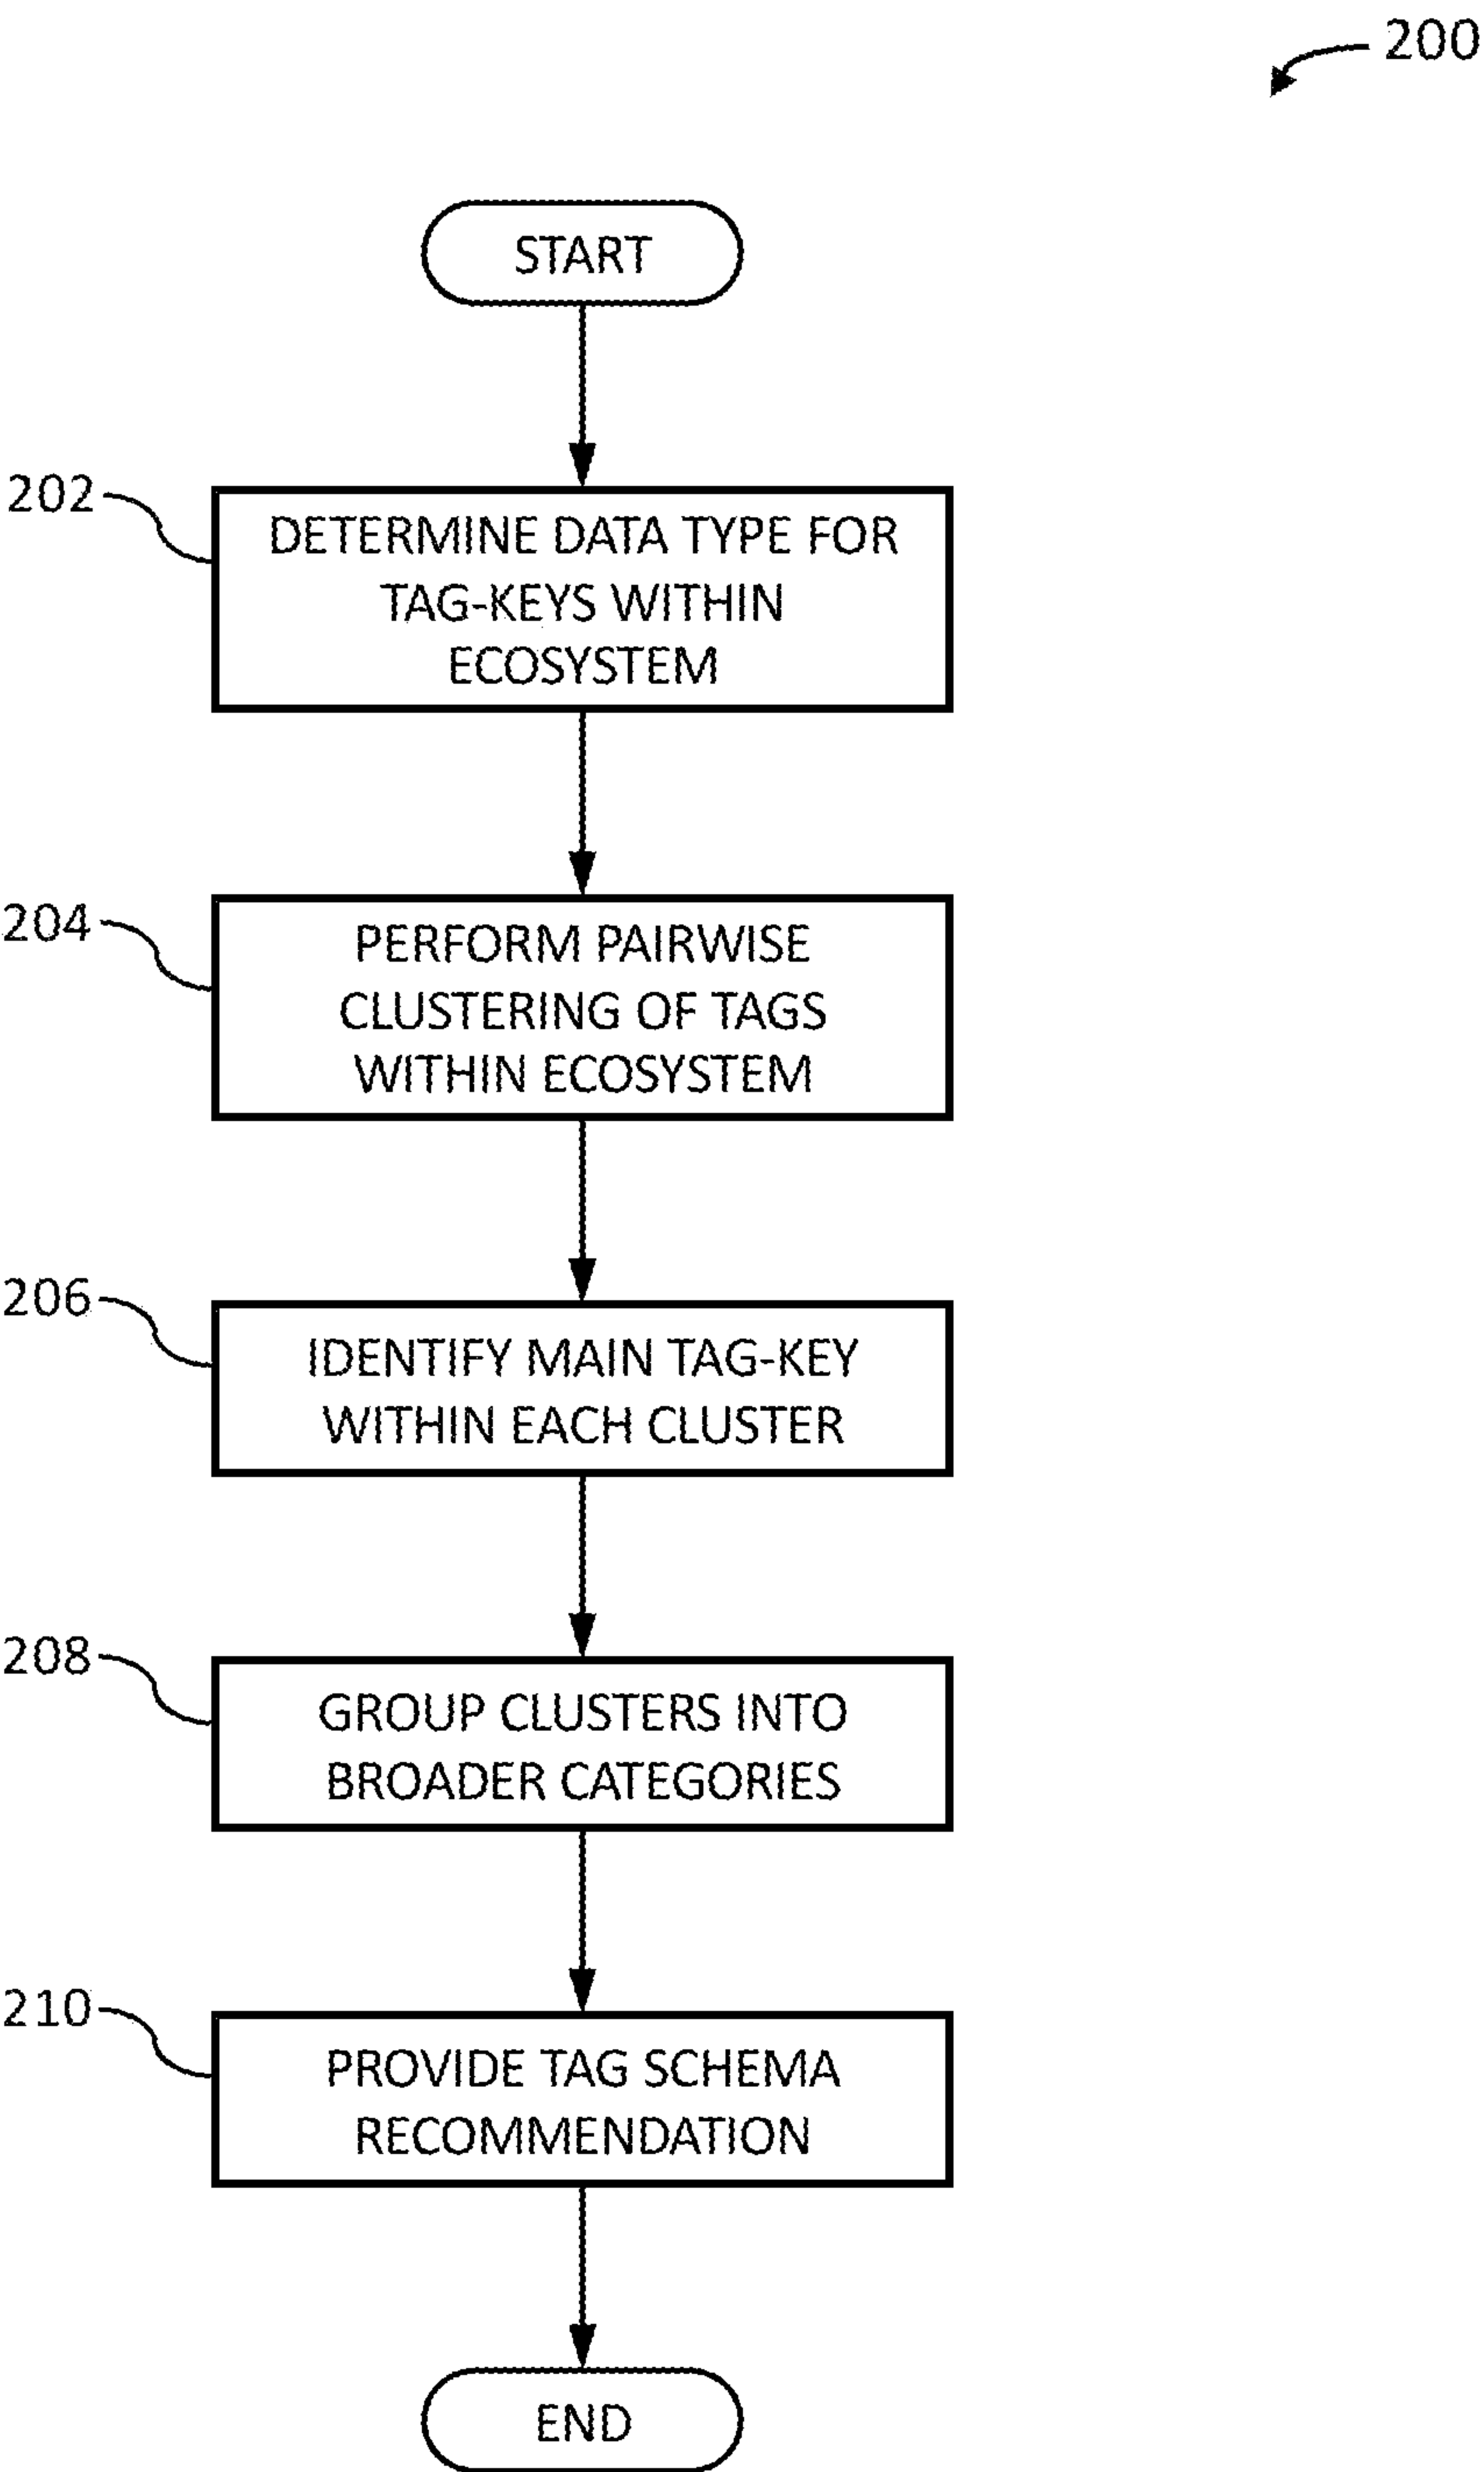 200
START
202
DETERMINE DATA TYPE FOR
TAG-KEYS WITHIN
ECOSYSTEM
204
PERFORM PAIRWISE
CLUSTERING OF TAGS
WITHIN ECOSYSTEM
206
IDENTIFY MAIN TAG-KEY
WITHIN EACH CLUSTER
208
GROUP CLUSTERS INTO
BROADER CATEGORIES
210
PROVIDE TAG SCHEMA
RECOMMENDATION
END